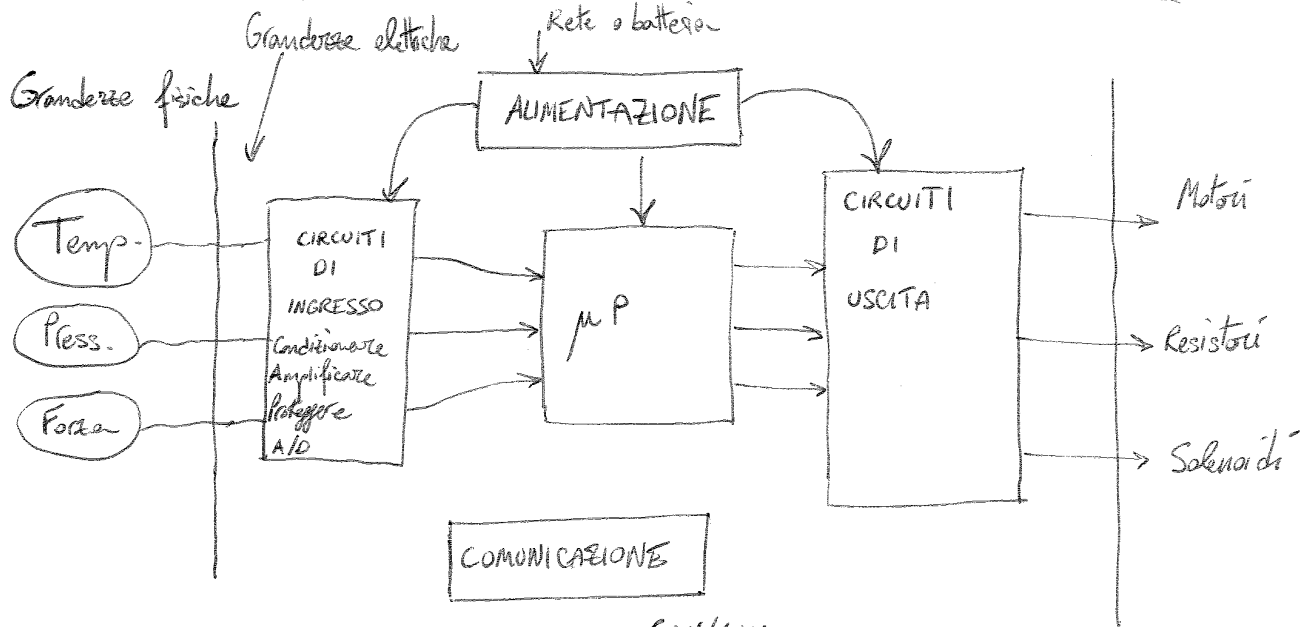 Rete o batteria
Grandezze elettriche
Grandezze fisiche
ALIMENTAZIONE
Temp.
Press.
Forza
CIRCUITI
DI
INGRESSO
Condizionare
Amplificare
Proteggere
A/D
μP
CIRCUITI
DI
USCITA
Motori
Resistori
Solenoidi
COMUNICAZIONE